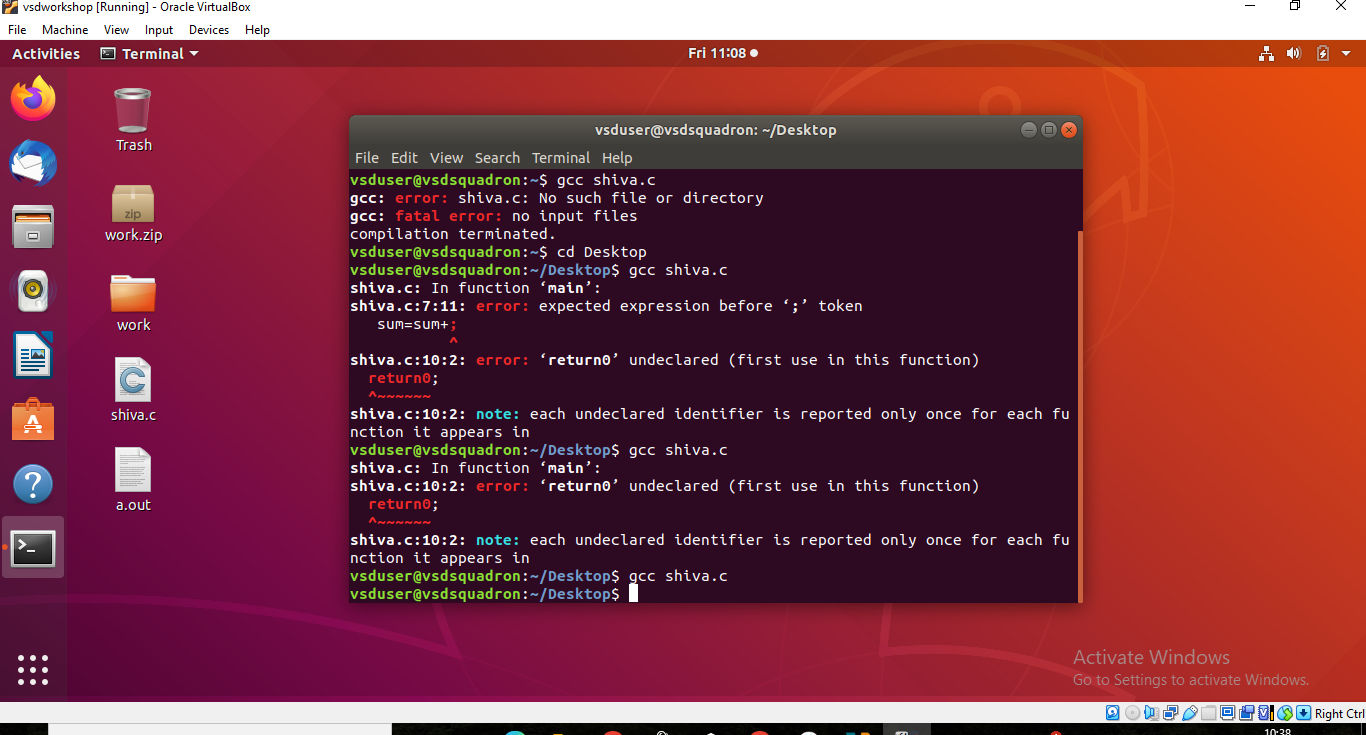 vsdworkshop [Running] - Oracle VirtualBox
File Machine View Input Devices Help
Activities Terminal Fri 11:08
Trash
zip
work.zip
work
shiva.c
a.out
vsduser@vsdsquadron: ~/Desktop
File Edit View Search Terminal Help
vsduser@vsdsquadron:~$ gcc shiva.c
gcc: error: shiva.c: No such file or directory
gcc: fatal error: no input files
compilation terminated.
vsduser@vsdsquadron:~$ cd Desktop
vsduser@vsdsquadron:~/Desktop$ gcc shiva.c
shiva.c: In function ‘main’:
shiva.c:7:11: error: expected expression before ‘;’ token
   sum=sum+;
           ^
shiva.c:10:2: error: ‘return0’ undeclared (first use in this function)
  return0;
  ^~~~~~~
shiva.c:10:2: note: each undeclared identifier is reported only once for each fu
nction it appears in
vsduser@vsdsquadron:~/Desktop$ gcc shiva.c
shiva.c: In function ‘main’:
shiva.c:10:2: error: ‘return0’ undeclared (first use in this function)
  return0;
  ^~~~~~~
shiva.c:10:2: note: each undeclared identifier is reported only once for each fu
nction it appears in
vsduser@vsdsquadron:~/Desktop$ gcc shiva.c
vsduser@vsdsquadron:~/Desktop$
Activate Windows
Go to Settings to activate Windows.
Right Ctrl
10:38